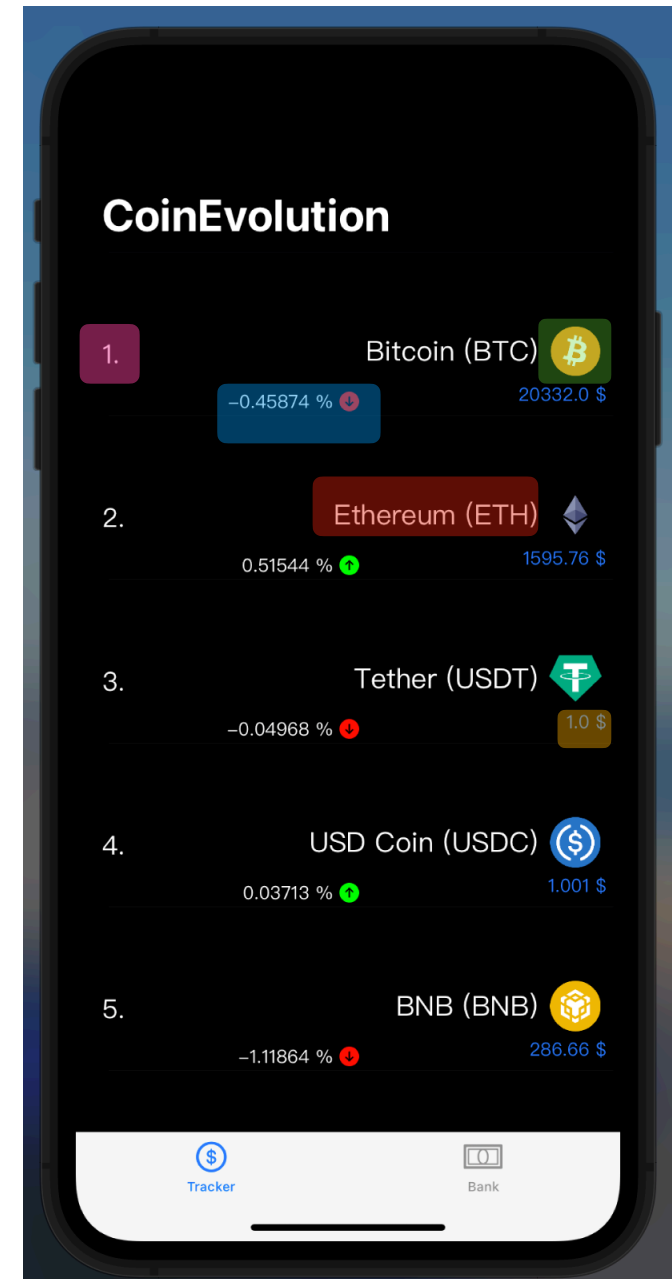 CoinEvolution
1. Bitcoin (BTC)
−0.45874 % 20332.0 $
2. Ethereum (ETH)
0.51544 % 1595.76 $
3. Tether (USDT)
−0.04968 % 1.0 $
4. USD Coin (USDC)
0.03713 % 1.001 $
5. BNB (BNB)
−1.11864 % 286.66 $
Tracker Bank